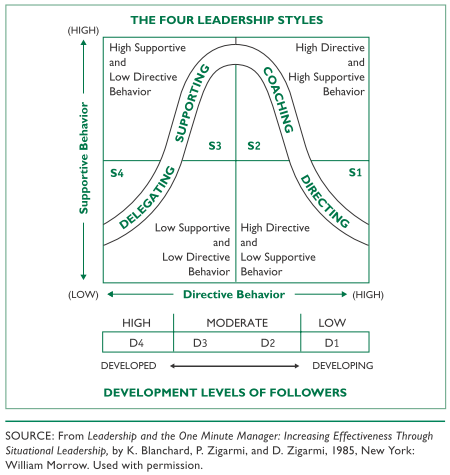 THE FOUR LEADERSHIP STYLES
(HIGH)
High Supportive
and
Low Directive
Behavior
High Directive
and
High Supportive
Behavior
SUPPORTING
COACHING
S3
S2
S4
S1
DELEGATING
DIRECTING
Supportive Behavior
Low Supportive
and
Low Directive
Behavior
High Directive
and
Low Supportive
Behavior
(LOW)
Directive Behavior
(HIGH)
HIGH MODERATE LOW
D4 D3 D2 D1
DEVELOPED DEVELOPING
DEVELOPMENT LEVELS OF FOLLOWERS
SOURCE: From Leadership and the One Minute Manager: Increasing Effectiveness Through
Situational Leadership, by K. Blanchard, P. Zigarmi, and D. Zigarmi, 1985, New York:
William Morrow. Used with permission.